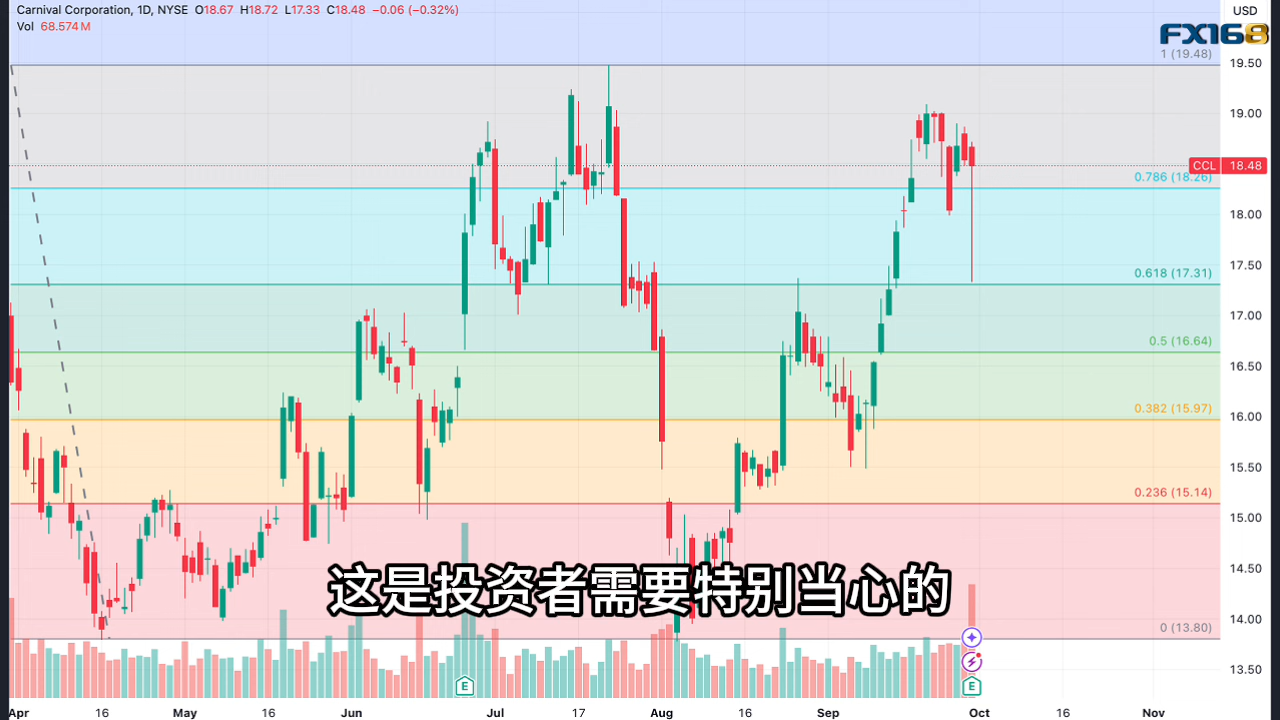 Carnival Corporation, 1D, NYSE O18.67 H18.72 L17.33 C18.48 −0.06 (−0.32%)
Vol 68.574M
USD
FX168
1 (19.48)
19.50
19.00
CCL 18.48
0.786 (18.26)
18.00
17.50
0.618 (17.31)
17.00
0.5 (16.64)
16.50
0.382 (15.97)
16.00
15.50
0.236 (15.14)
15.00
14.50
这是投资者需要特别当心的
0 (13.80)
14.00
13.50
E
E
Apr 16 May 16 Jun Jul 17 Aug 16 Sep Oct 16 Nov